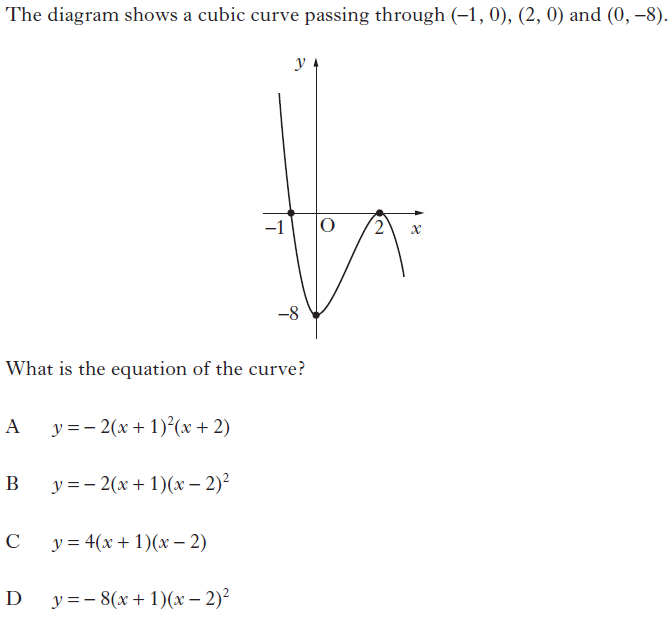 The diagram shows a cubic curve passing through (–1, 0), (2, 0) and (0, –8).
y
–1 O 2 x
–8
What is the equation of the curve?
A y = – 2(x + 1)²(x + 2)
B y = – 2(x + 1)(x – 2)²
C y = 4(x + 1)(x – 2)
D y = – 8(x + 1)(x – 2)²